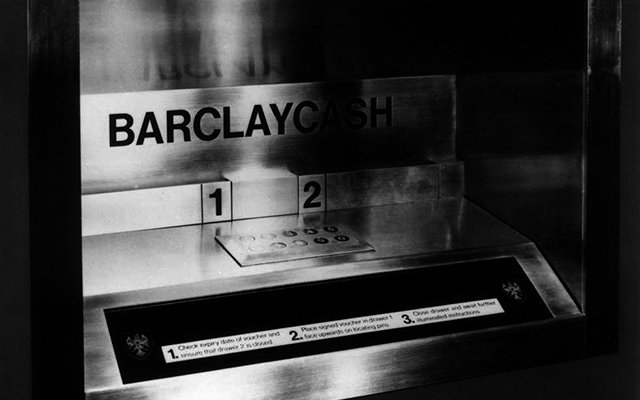 BARCLAYCASH
1 2
1. Check expiry date of voucher and
ensure that drawer 2 is closed
2. Place signed voucher in drawer 1
face upwards on locating pins
3. Close drawer and await further
illuminated instructions